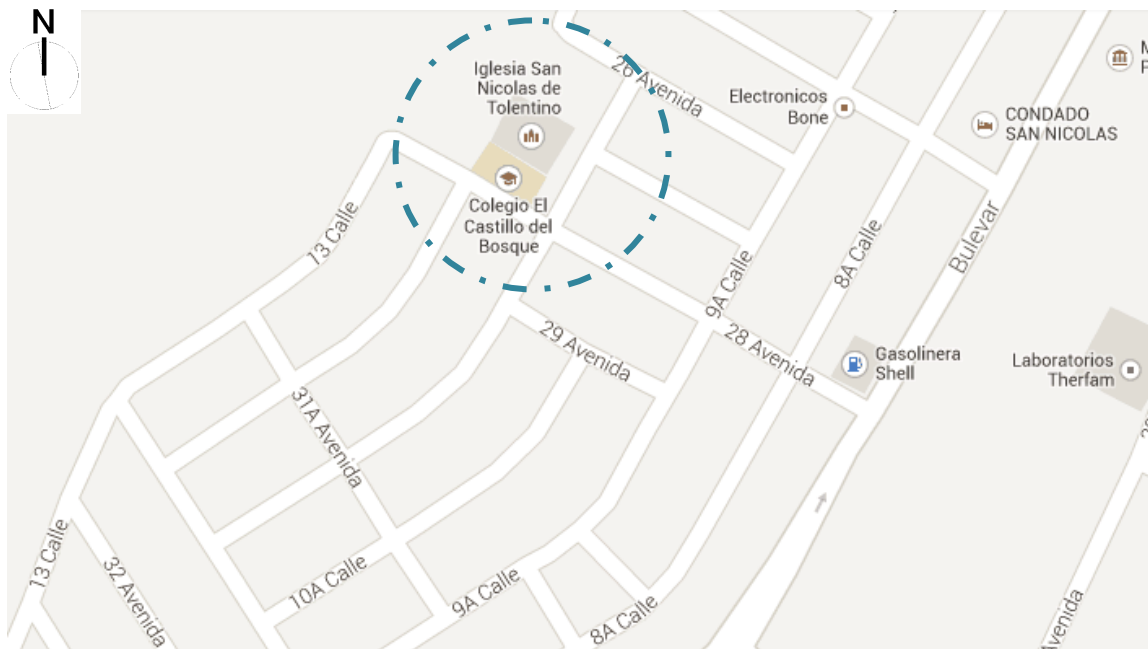 N
Iglesia San
Nicolas de
Tolentino
26 Avenida
Electronicos
Bone
CONDADO
SAN NICOLAS
Colegio El
Castillo del
Bosque
13 Calle
8A Calle
Bulevar
9A Calle
29 Avenida
28 Avenida
Gasolinera
Shell
Laboratorios
Therfam
31A Avenida
13 Calle
32 Avenida
10A Calle
9A Calle
8A Calle
Avenida